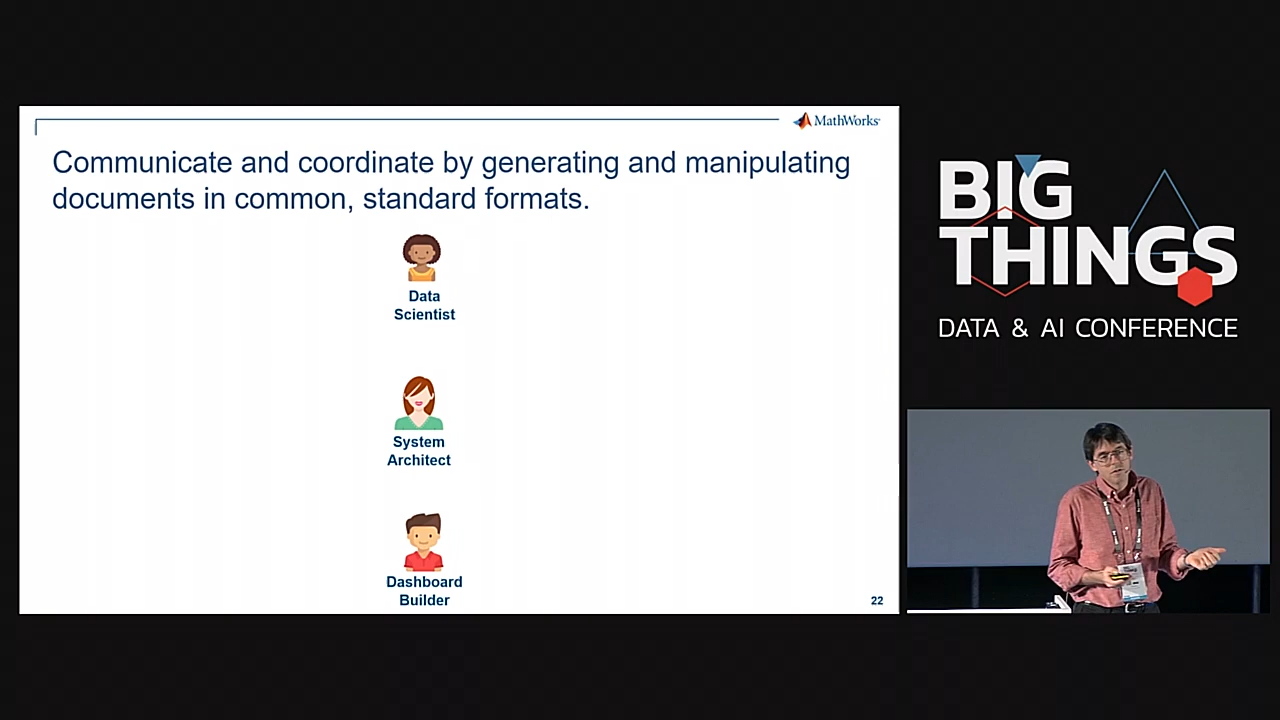 MathWorks
Communicate and coordinate by generating and manipulating
documents in common, standard formats.
Data
Scientist
System
Architect
Dashboard
Builder
22
BIG
THINGS
DATA & AI CONFERENCE